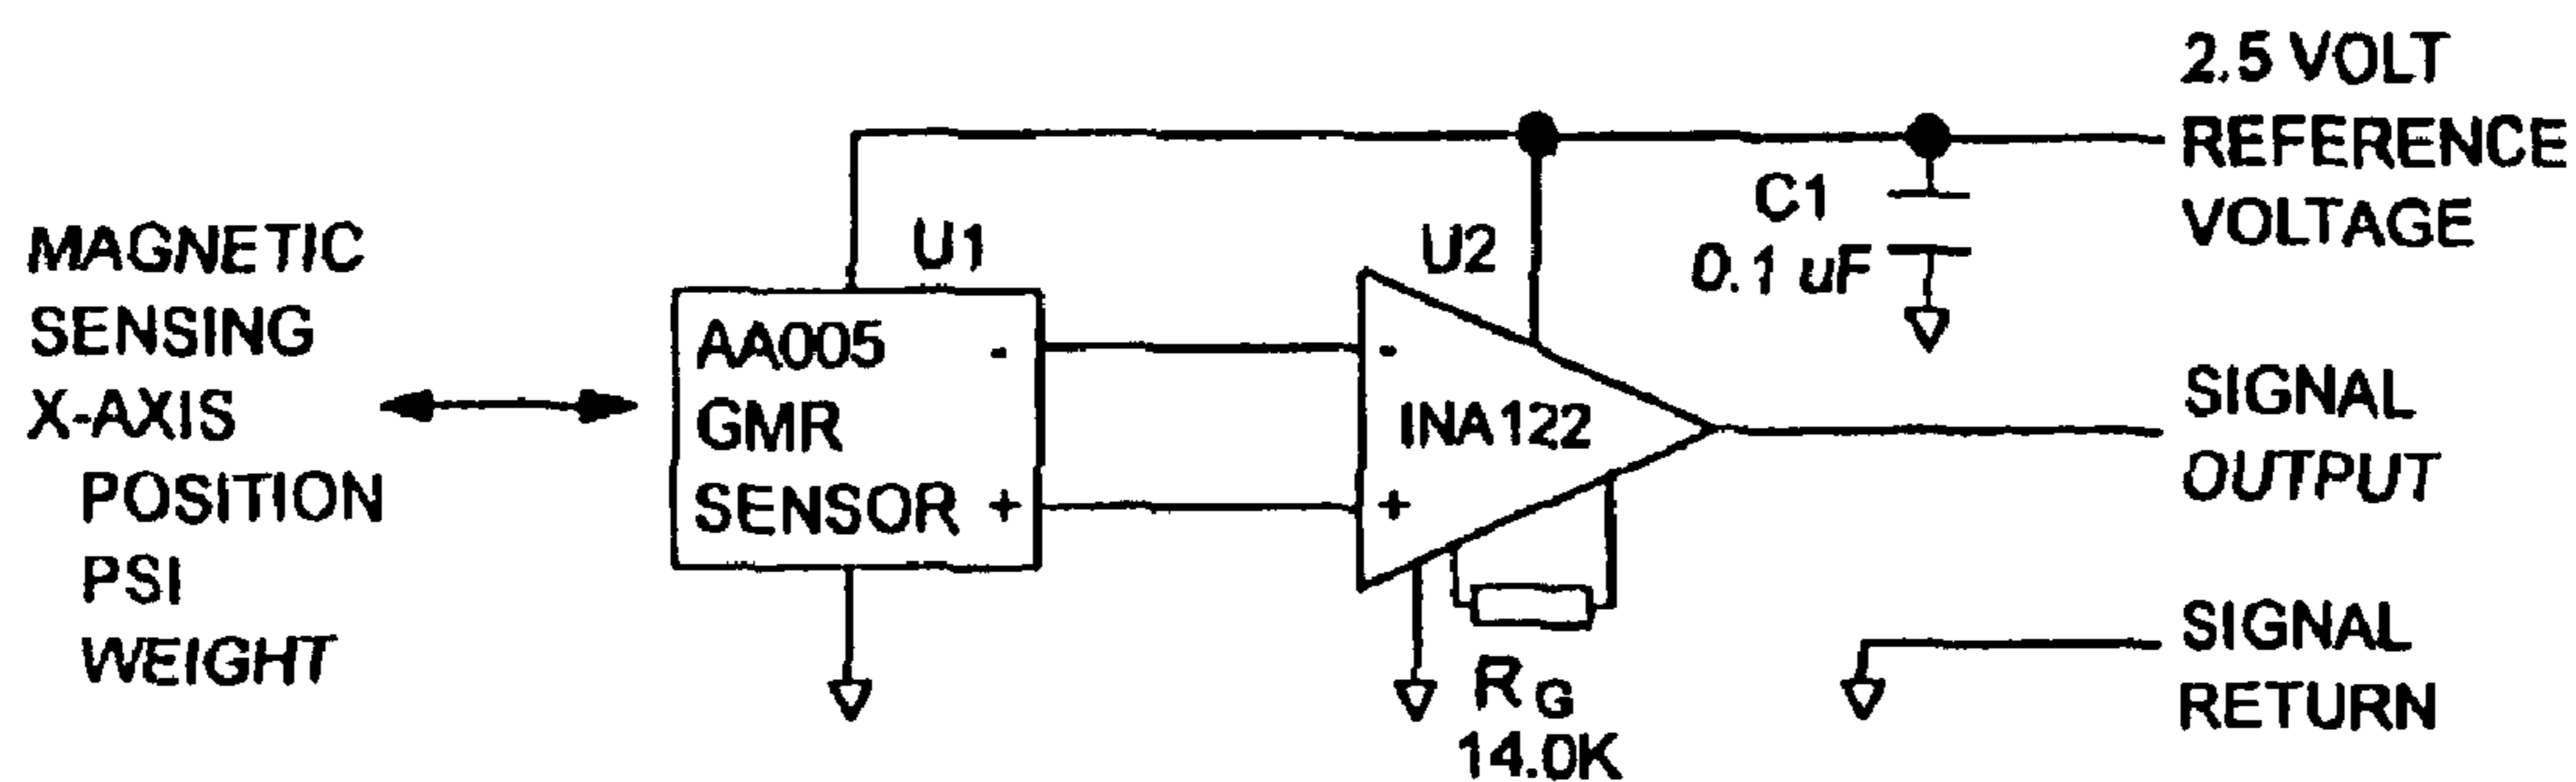 MAGNETIC
SENSING
X-AXIS
POSITION
PSI
WEIGHT
U1
AA005 -
GMR
SENSOR +
U2
-
INA122
+
RG
14.0K
C1
0.1 uF
2.5 VOLT
REFERENCE
VOLTAGE
SIGNAL
OUTPUT
SIGNAL
RETURN